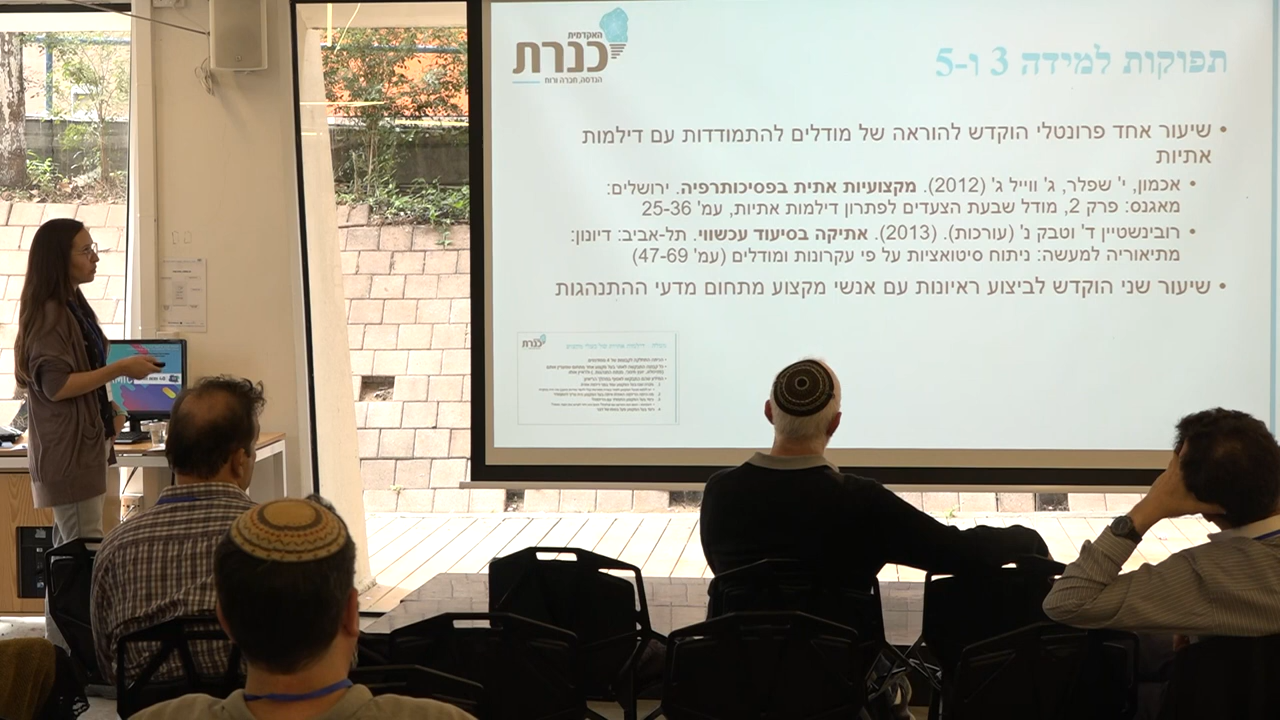 האקדמית
כנרת
הנדסה, חברה ורוח
תפוקות למידה 3 ו-5
• שיעור אחד פרונטלי הוקדש להוראה של מודלים להתמודדות עם דילמות
אתיות
• אכמון, י' שפלר, ג' ווייל ג' (2012). מקצועיות אתית בפסיכותרפיה. ירושלים:
מאגנס: פרק 2, מודל שבעת הצעדים לפתרון דילמות אתיות, עמ' 25-36
• רובינשטיין ד' וטבק נ' (עורכות). (2013). אתיקה בסיעוד עכשווי. תל-אביב: דיונון:
מתיאוריה למעשה: ניתוח סיטואציות על פי עקרונות ומודלים (עמ' 47-69)
• שיעור שני הוקדש לביצוע ראיונות עם אנשי מקצוע מתחום מדעי ההתנהגות
כנרת